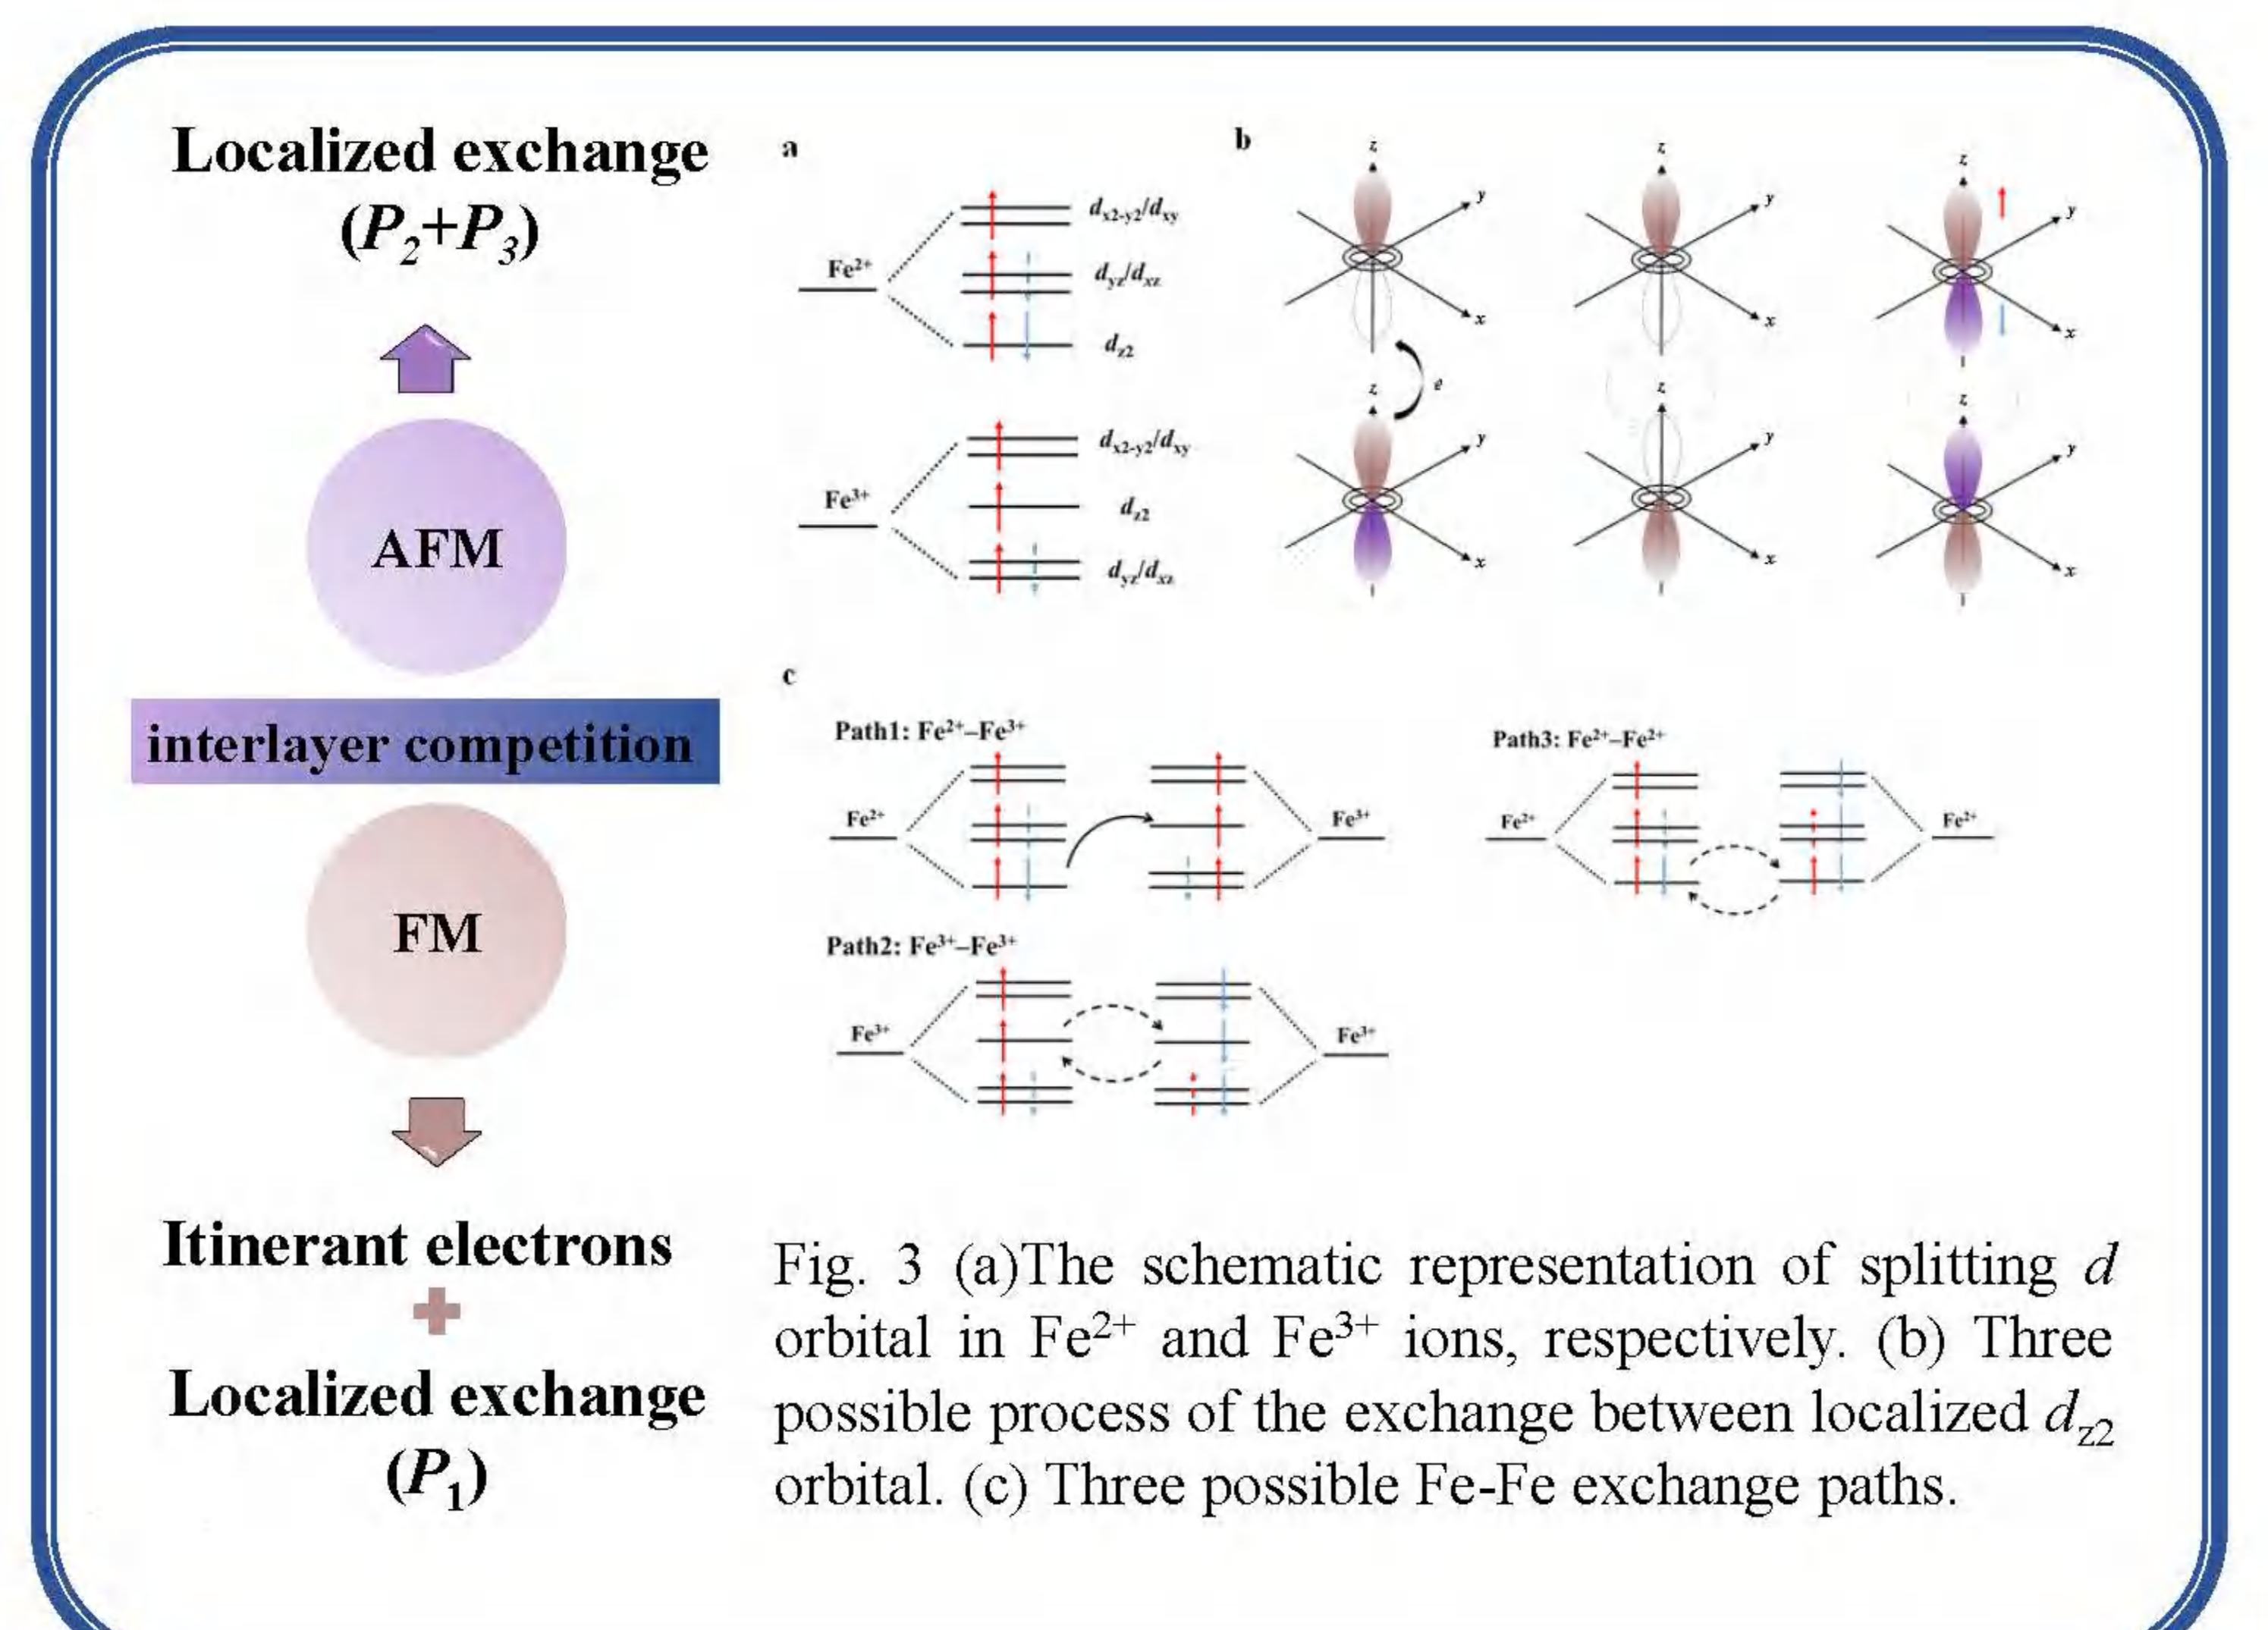 Localized exchange
(P₂+P₃)
AFM
interlayer competition
FM
Itinerant electrons
+
Localized exchange
(P₁)
a
Fe²⁺
dx2-y2/dxy
dyz/dxz
dz2
Fe³⁺
dx2-y2/dxy
dz2
dyz/dxz
b
z
y
x
z
y
x
z
y
x
e
z
y
x
z
y
x
z
y
x
c
Path1: Fe²⁺–Fe³⁺
Fe²⁺
Fe³⁺
Path3: Fe²⁺–Fe²⁺
Fe²⁺
Fe²⁺
Path2: Fe³⁺–Fe³⁺
Fe³⁺
Fe³⁺
Fig. 3 (a)The schematic representation of splitting d
orbital in Fe²⁺ and Fe³⁺ ions, respectively. (b) Three
possible process of the exchange between localized dz2
orbital. (c) Three possible Fe-Fe exchange paths.